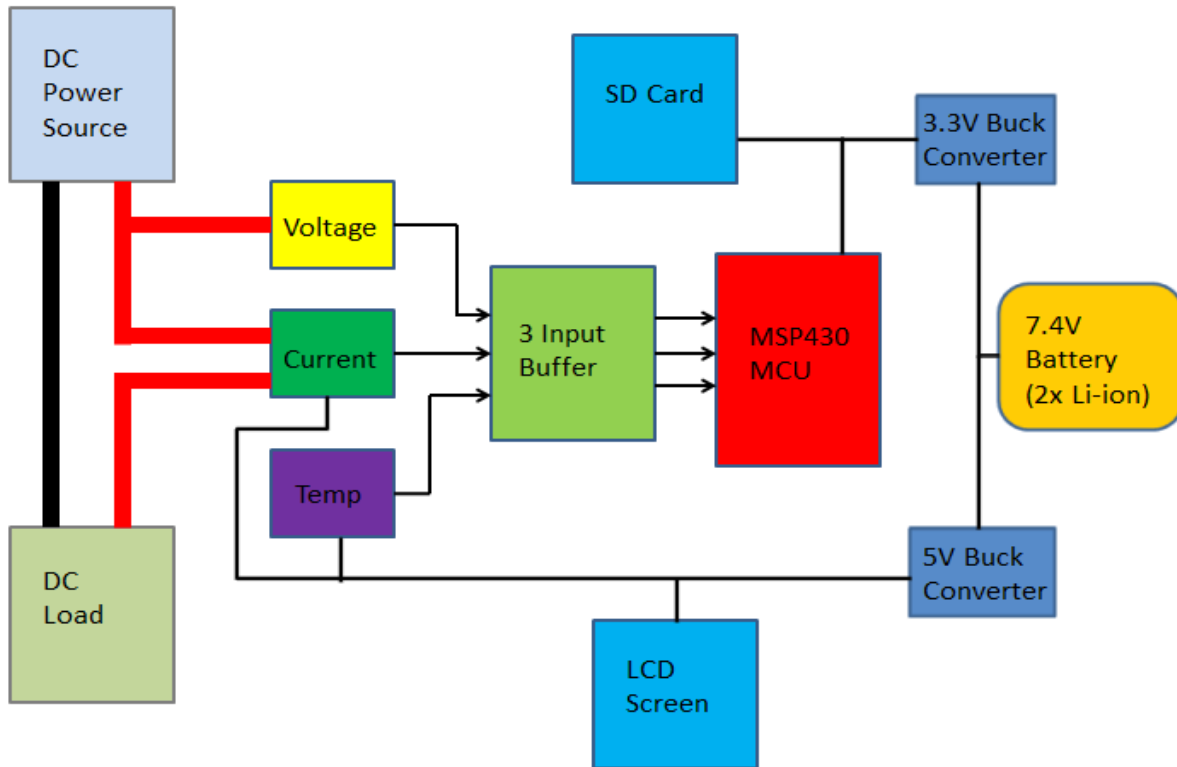 DC
Power
Source
SD Card
3.3V Buck
Converter
Voltage
Current
Temp
3 Input
Buffer
MSP430
MCU
7.4V
Battery
(2x Li-ion)
DC
Load
5V Buck
Converter
LCD
Screen